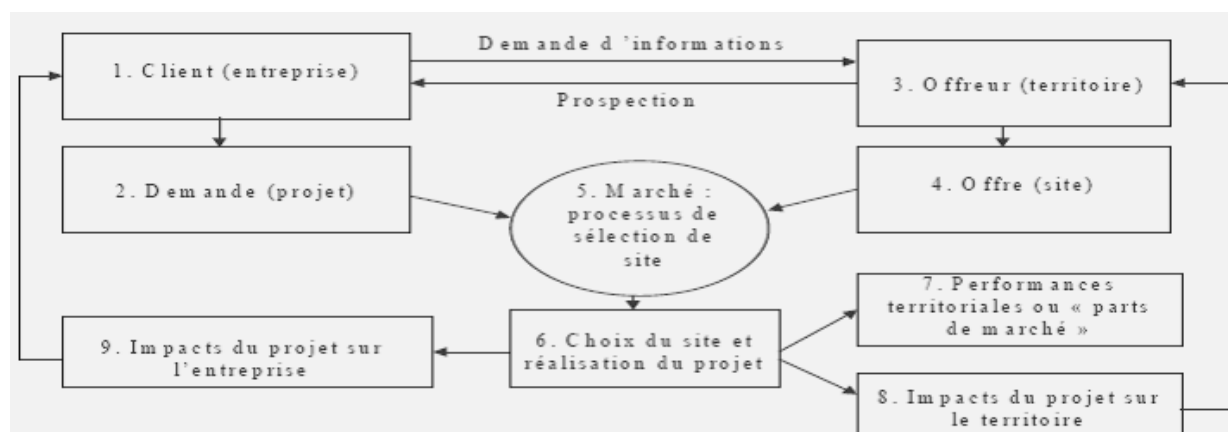 Demande d'informations
1. Client (entreprise)
3. Offreur (territoire)
Prospection
2. Demande (projet)
5. Marché :
processus de
sélection de
site
4. Offre (site)
7. Performances
territoriales ou « parts
de marché »
9. Impacts du projet sur
l'entreprise
6. Choix du site et
réalisation du projet
8. Impacts du projet sur
le territoire